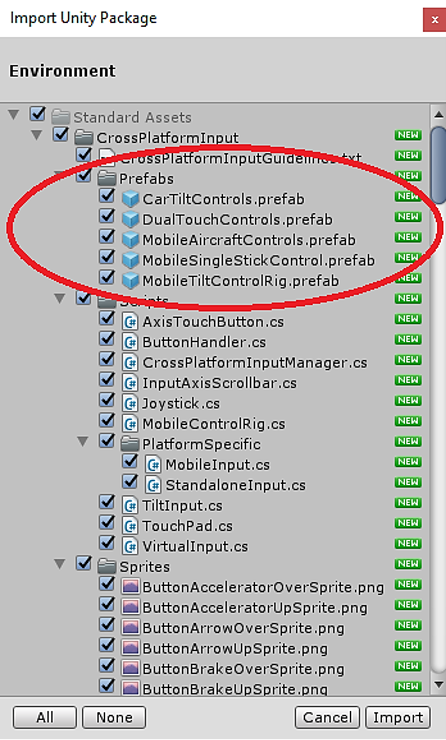 Import Unity Package
x
Environment
Standard Assets
CrossPlatformInput NEW
CrossPlatformInputGuidelines.txt NEW
Prefabs NEW
CarTiltControls.prefab NEW
DualTouchControls.prefab NEW
MobileAircraftControls.prefab NEW
MobileSingleStickControl.prefab NEW
MobileTiltControlRig.prefab NEW
Scripts NEW
AxisTouchButton.cs NEW
ButtonHandler.cs NEW
CrossPlatformInputManager.cs NEW
InputAxisScrollbar.cs NEW
Joystick.cs NEW
MobileControlRig.cs NEW
PlatformSpecific NEW
MobileInput.cs NEW
StandaloneInput.cs NEW
TiltInput.cs NEW
TouchPad.cs NEW
VirtualInput.cs NEW
Sprites NEW
ButtonAcceleratorOverSprite.png NEW
ButtonAcceleratorUpSprite.png NEW
ButtonArrowOverSprite.png NEW
ButtonArrowUpSprite.png NEW
ButtonBrakeOverSprite.png NEW
ButtonBrakeUpSprite.png NEW
All None Cancel Import